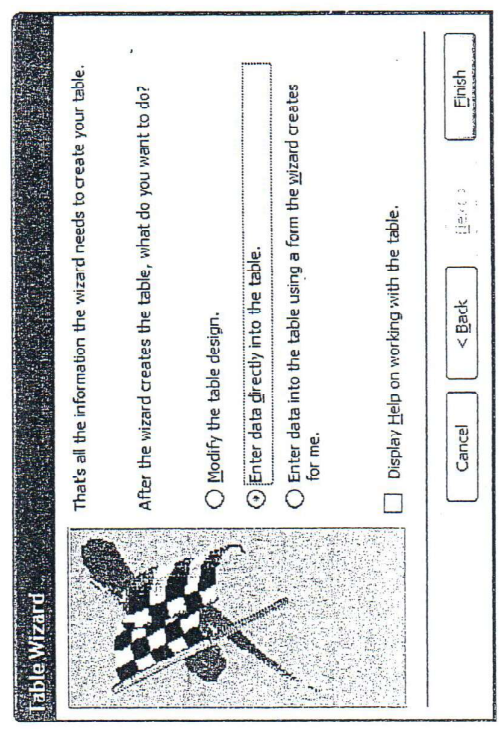 Table Wizard
That's all the information the wizard needs to create your table.
After the wizard creates the table, what do you want to do?
Modify the table design.
Enter data directly into the table.
Enter data into the table using a form the wizard creates
for me.
Display Help on working with the table.
Cancel
< Back
Finish